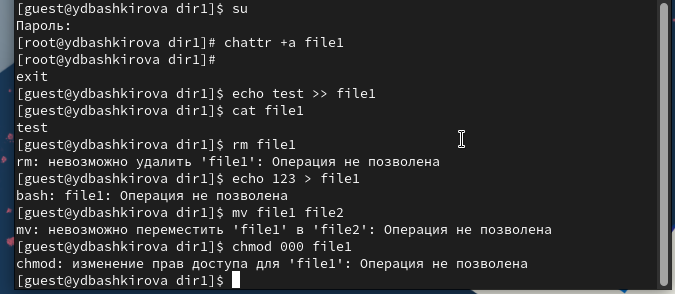 [guest@ydbashkirova dir1]$ su
Пароль:
[root@ydbashkirova dir1]# chattr +a file1
[root@ydbashkirova dir1]#
exit
[guest@ydbashkirova dir1]$ echo test >> file1
[guest@ydbashkirova dir1]$ cat file1
test
[guest@ydbashkirova dir1]$ rm file1
rm: невозможно удалить 'file1': Операция не позволена
[guest@ydbashkirova dir1]$ echo 123 > file1
bash: file1: Операция не позволена
[guest@ydbashkirova dir1]$ mv file1 file2
mv: невозможно переместить 'file1' в 'file2': Операция не позволена
[guest@ydbashkirova dir1]$ chmod 000 file1
chmod: изменение прав доступа для 'file1': Операция не позволена
[guest@ydbashkirova dir1]$